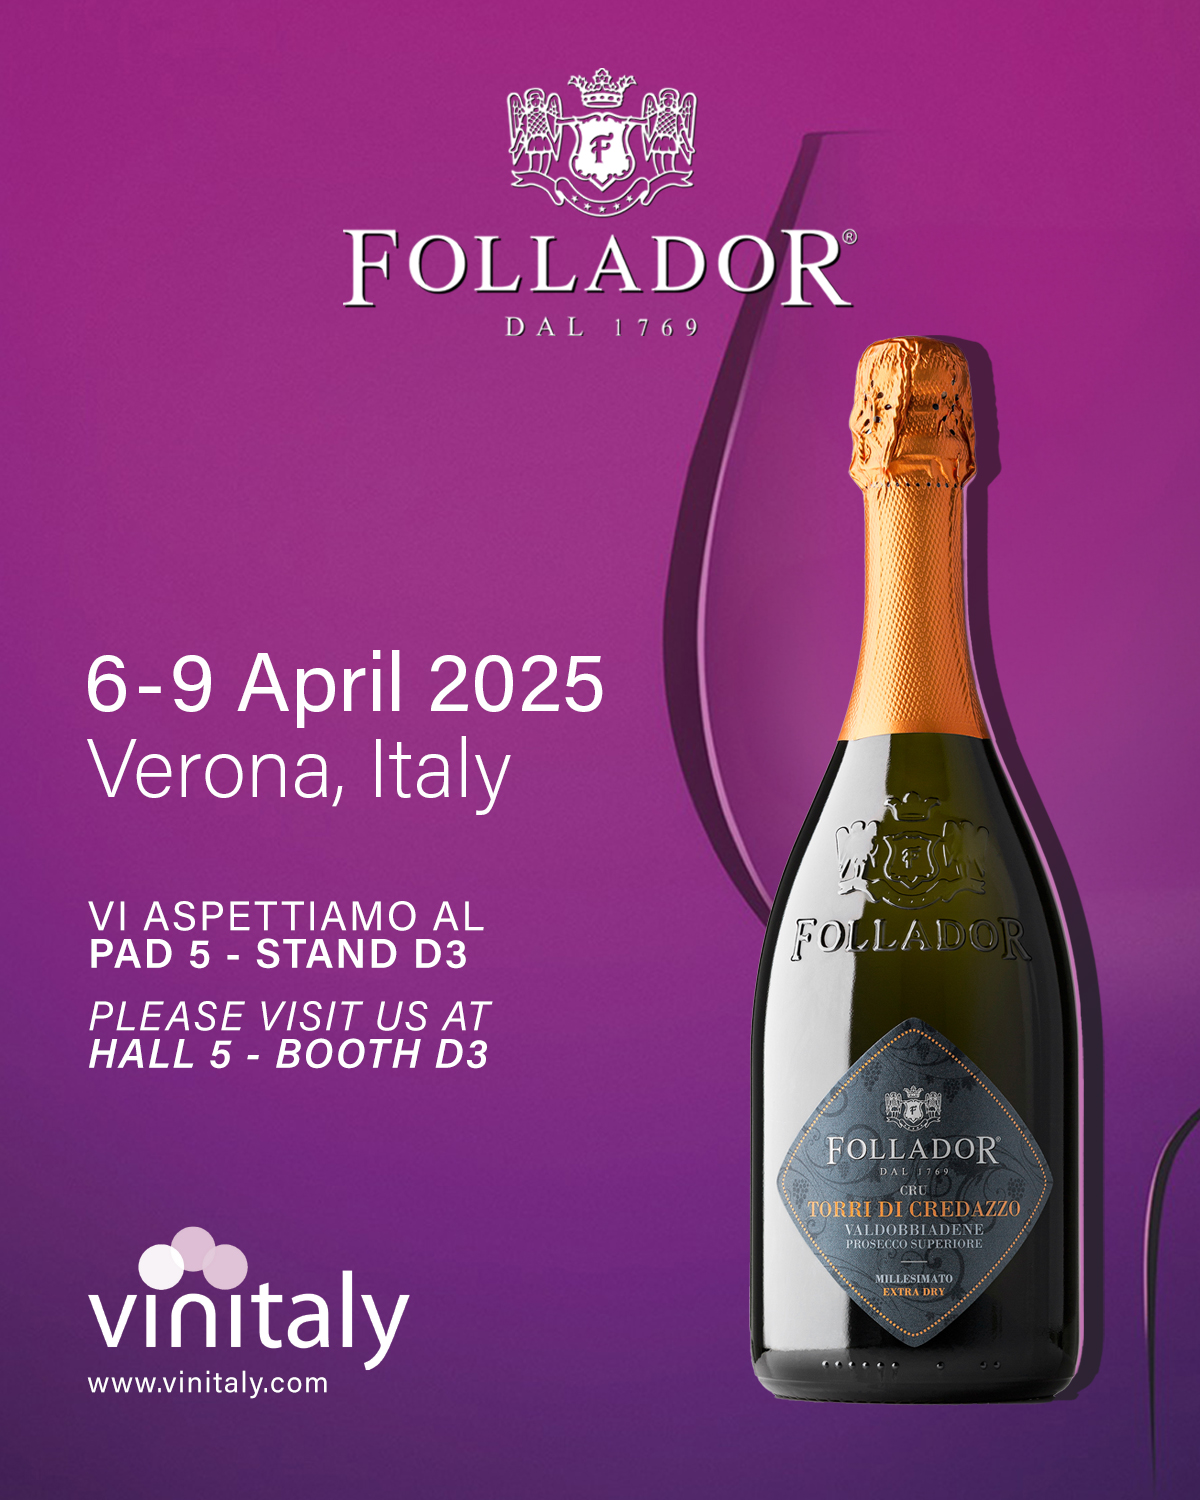 F
FOLLADOR®
DAL 1769
6-9 April 2025
Verona, Italy
VI ASPETTIAMO AL
PAD 5 - STAND D3
PLEASE VISIT US AT
HALL 5 - BOOTH D3
vinitaly
www.vinitaly.com
F
FOLLADOR
F
FOLLADOR®
DAL 1769
CRU
TORRI DI CREDAZZO
VALDOBBIADENE
PROSECCO SUPERIORE
MILLESIMATO
EXTRA DRY